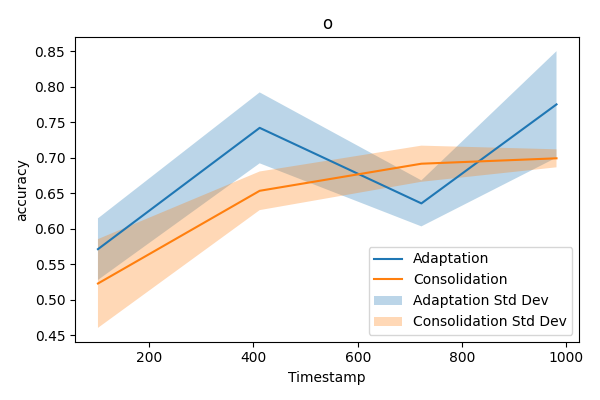 o
accuracy
0.85
0.80
0.75
0.70
0.65
0.60
0.55
0.50
0.45
Adaptation
Consolidation
Adaptation Std Dev
Consolidation Std Dev
200
400
600
800
1000
Timestamp